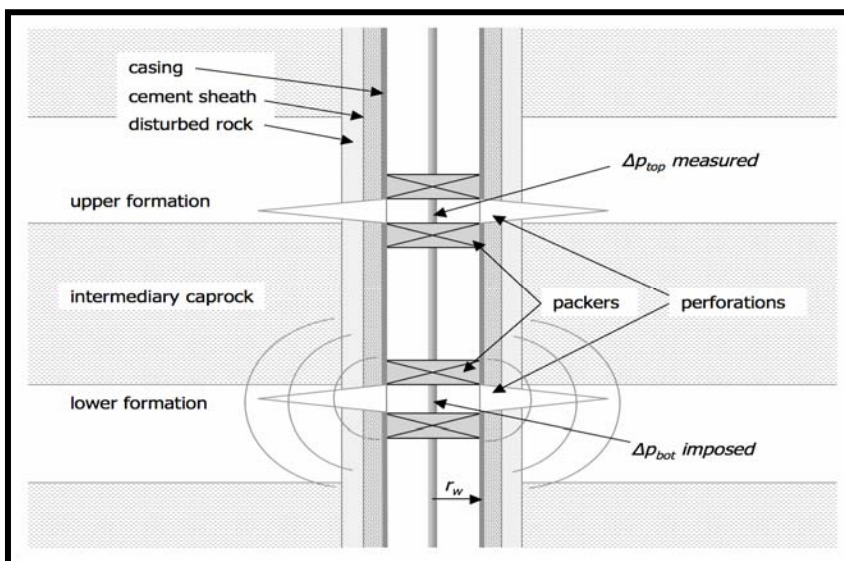 casing
cement sheath
disturbed rock
Δp_top measured
upper formation
intermediary caprock
packers
perforations
lower formation
Δp_bot imposed
r_w